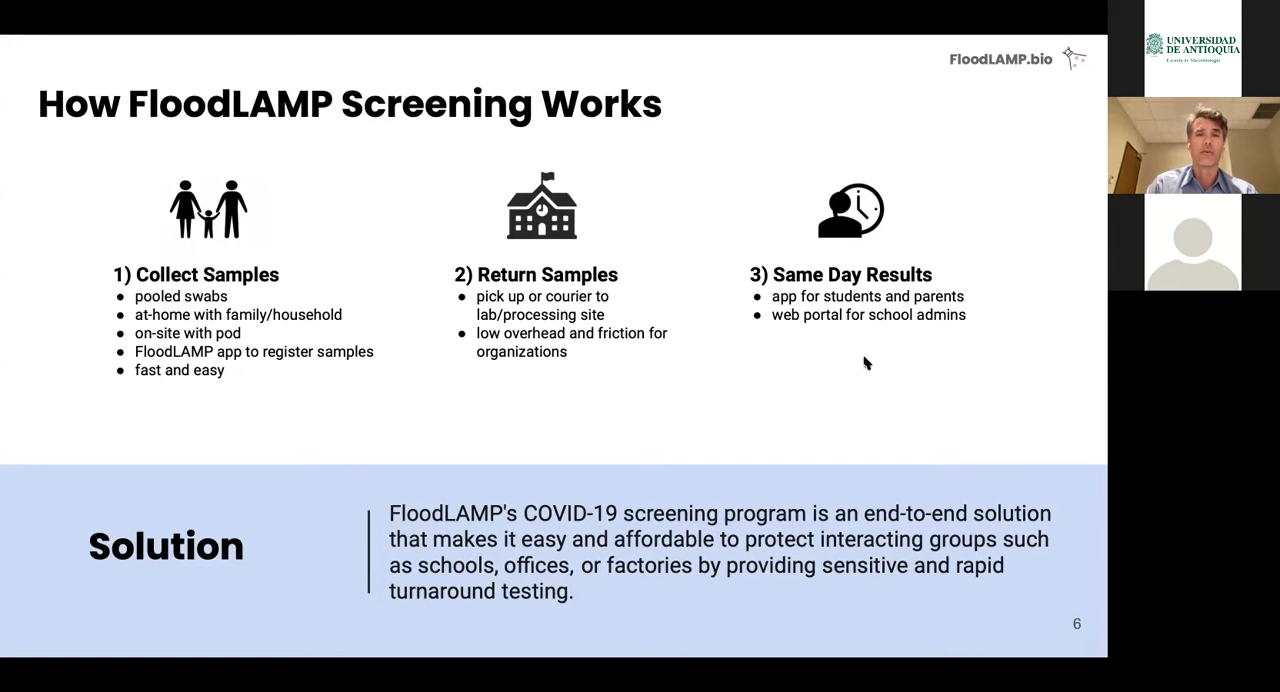 FloodLAMP.bio
How FloodLAMP Screening Works
1) Collect Samples
● pooled swabs
● at-home with family/household
● on-site with pod
● FloodLAMP app to register samples
● fast and easy
2) Return Samples
● pick up or courier to
lab/processing site
● low overhead and friction for
organizations
3) Same Day Results
● app for students and parents
● web portal for school admins
Solution
FloodLAMP's COVID-19 screening program is an end-to-end solution
that makes it easy and affordable to protect interacting groups such
as schools, offices, or factories by providing sensitive and rapid
turnaround testing.
6
UNIVERSIDAD
DE ANTIOQUIA
Escuela de Microbiología